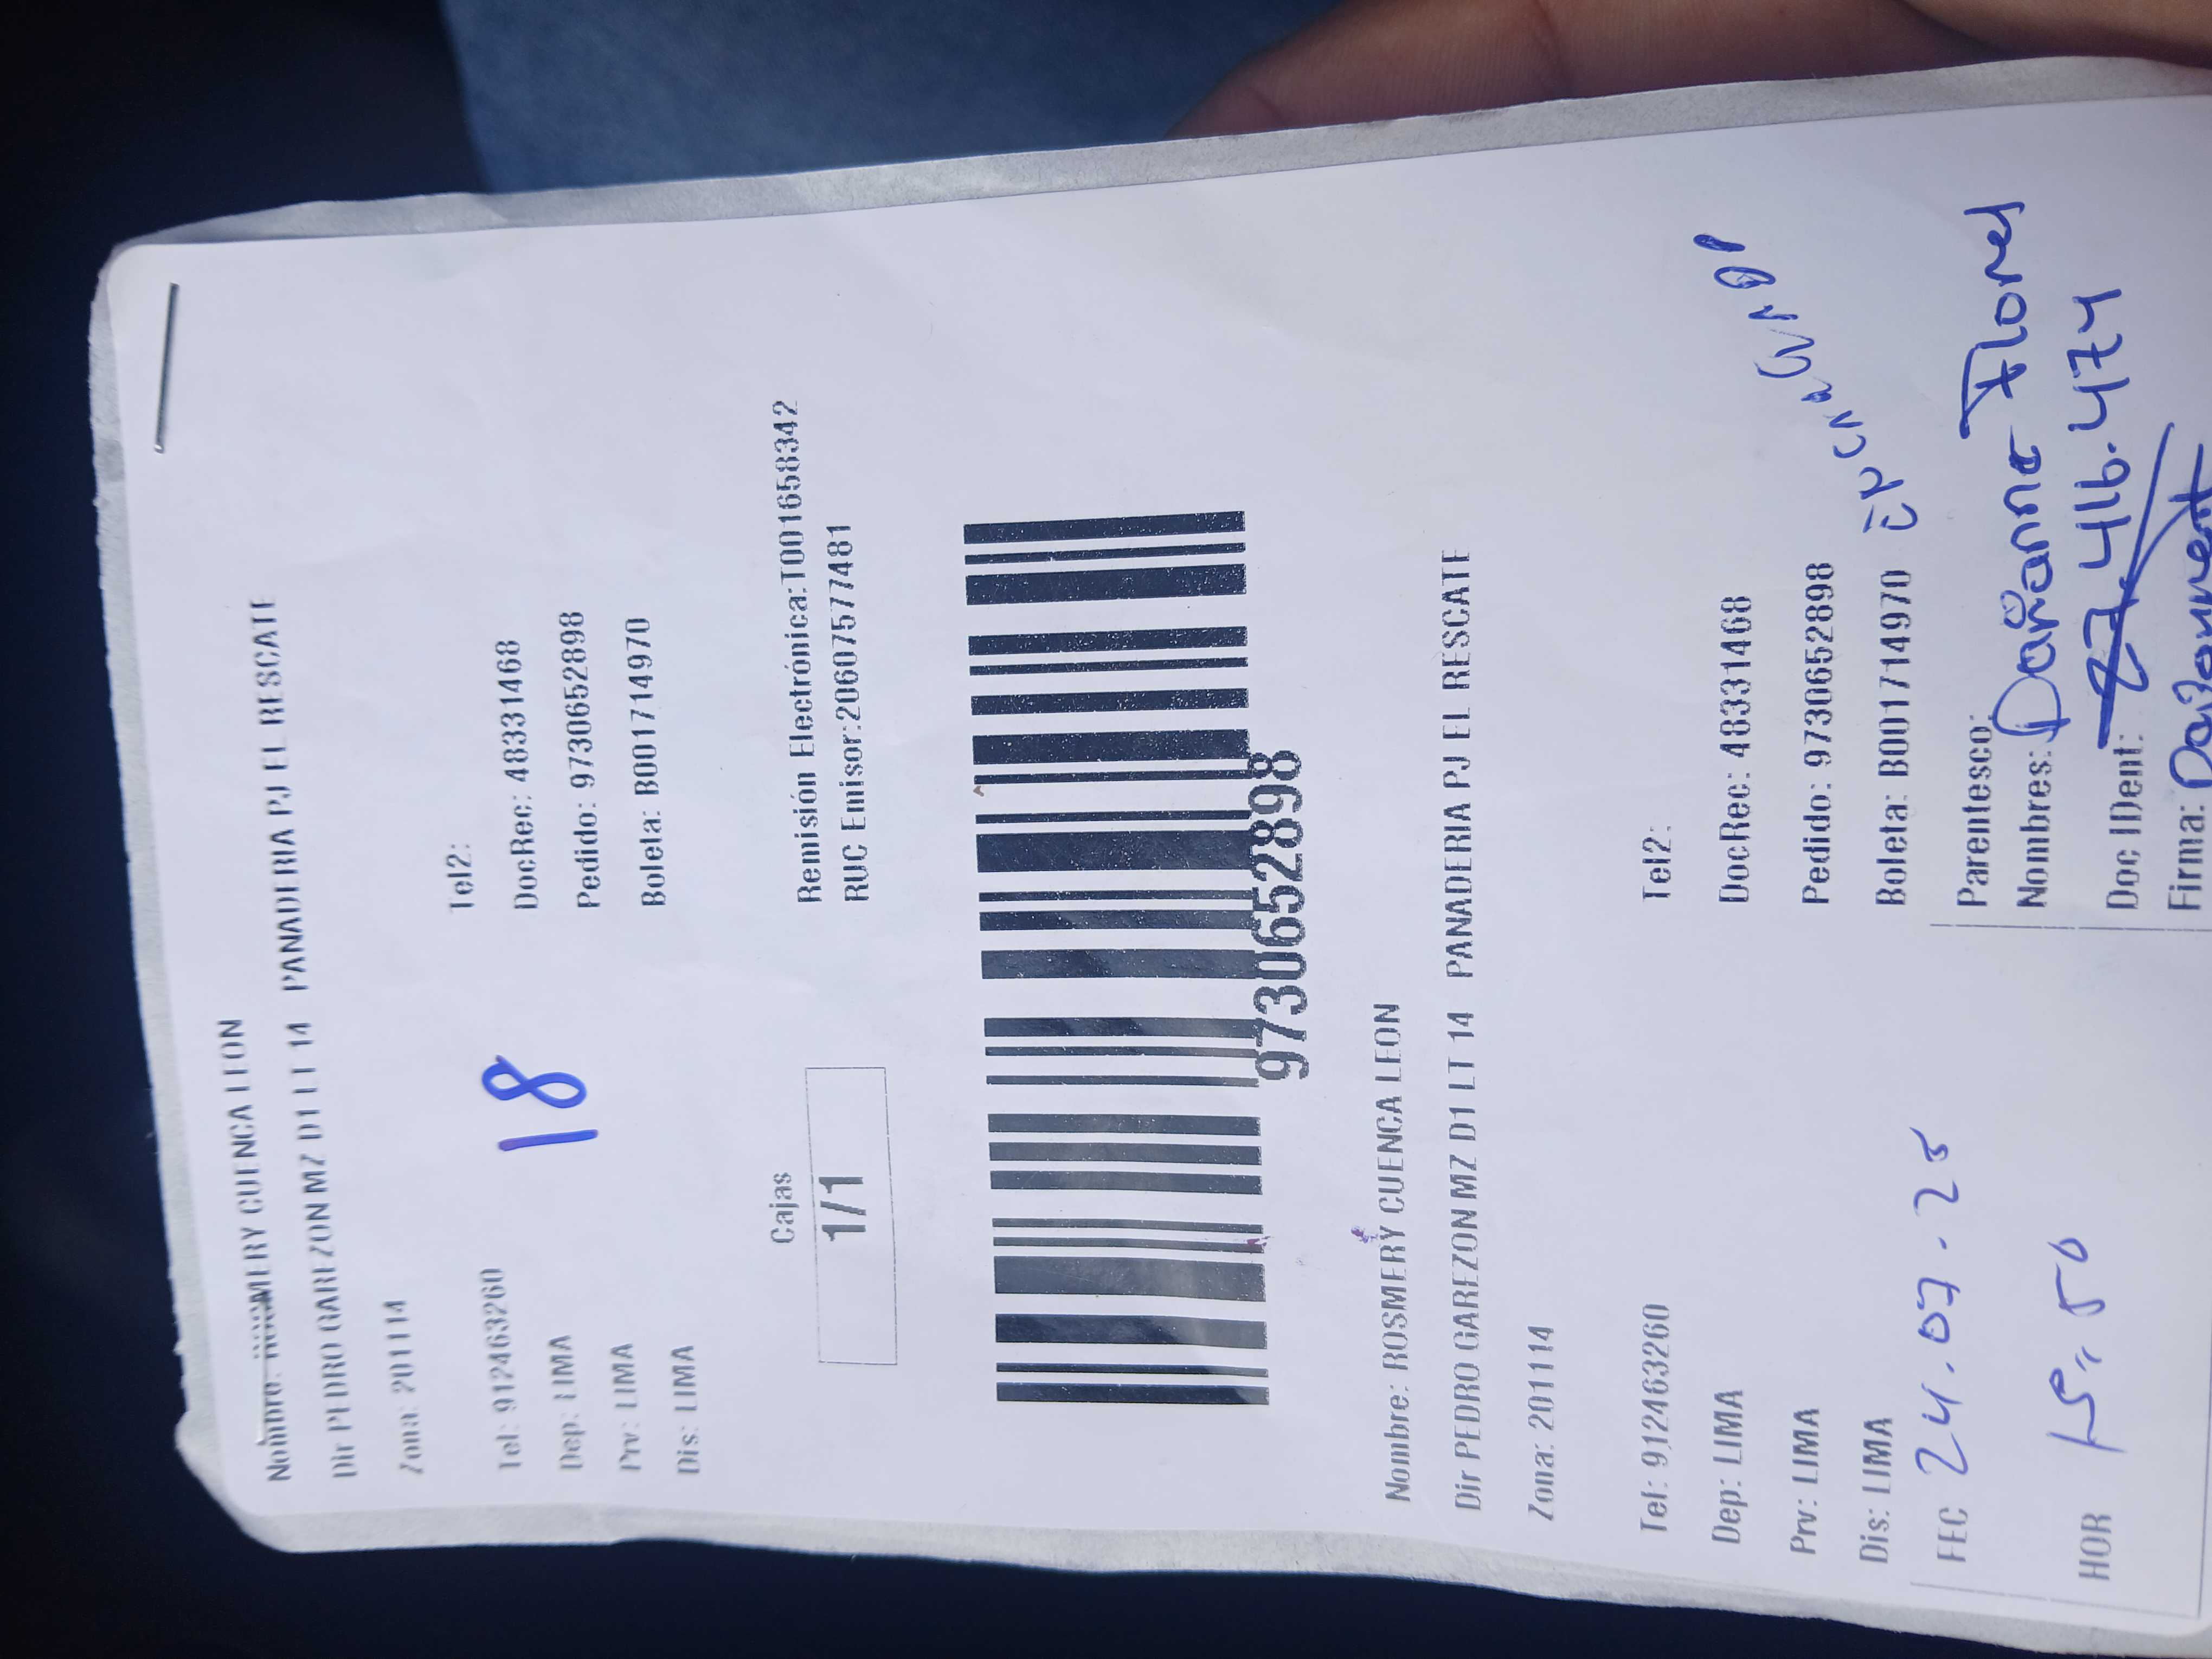 Nombre: ROSMERY CUENCA LEON
Dir PEDRO GAREZON MZ D1 LT 14 PANADERIA PJ EL RESCATE
Zona: 201114
Tel: 912463260 Tel2:
Dep: LIMA DocRec: 48331468
18
Prv: LIMA Pedido: 9730652898
Dis: LIMA Boleta: B001714970
Cajas Remisión Electrónica:T001658342
1/1 RUC Emisor:20607577481
9730652898
Nombre: ROSMERY CUENCA LEON
Dir PEDRO GAREZON MZ D1 LT 14 PANADERIA PJ EL RESCATE
Zona: 201114
Tel: 912463260 Tel2:
Dep: LIMA DocRec: 48331468
Prv: LIMA Pedido: 9730652898
Dis: LIMA Boleta: B001714970
FEC 24.07.25 Parentesco:
Nombres: Flores
HOR 15:50 Doc IDent: 416.474
Firma: